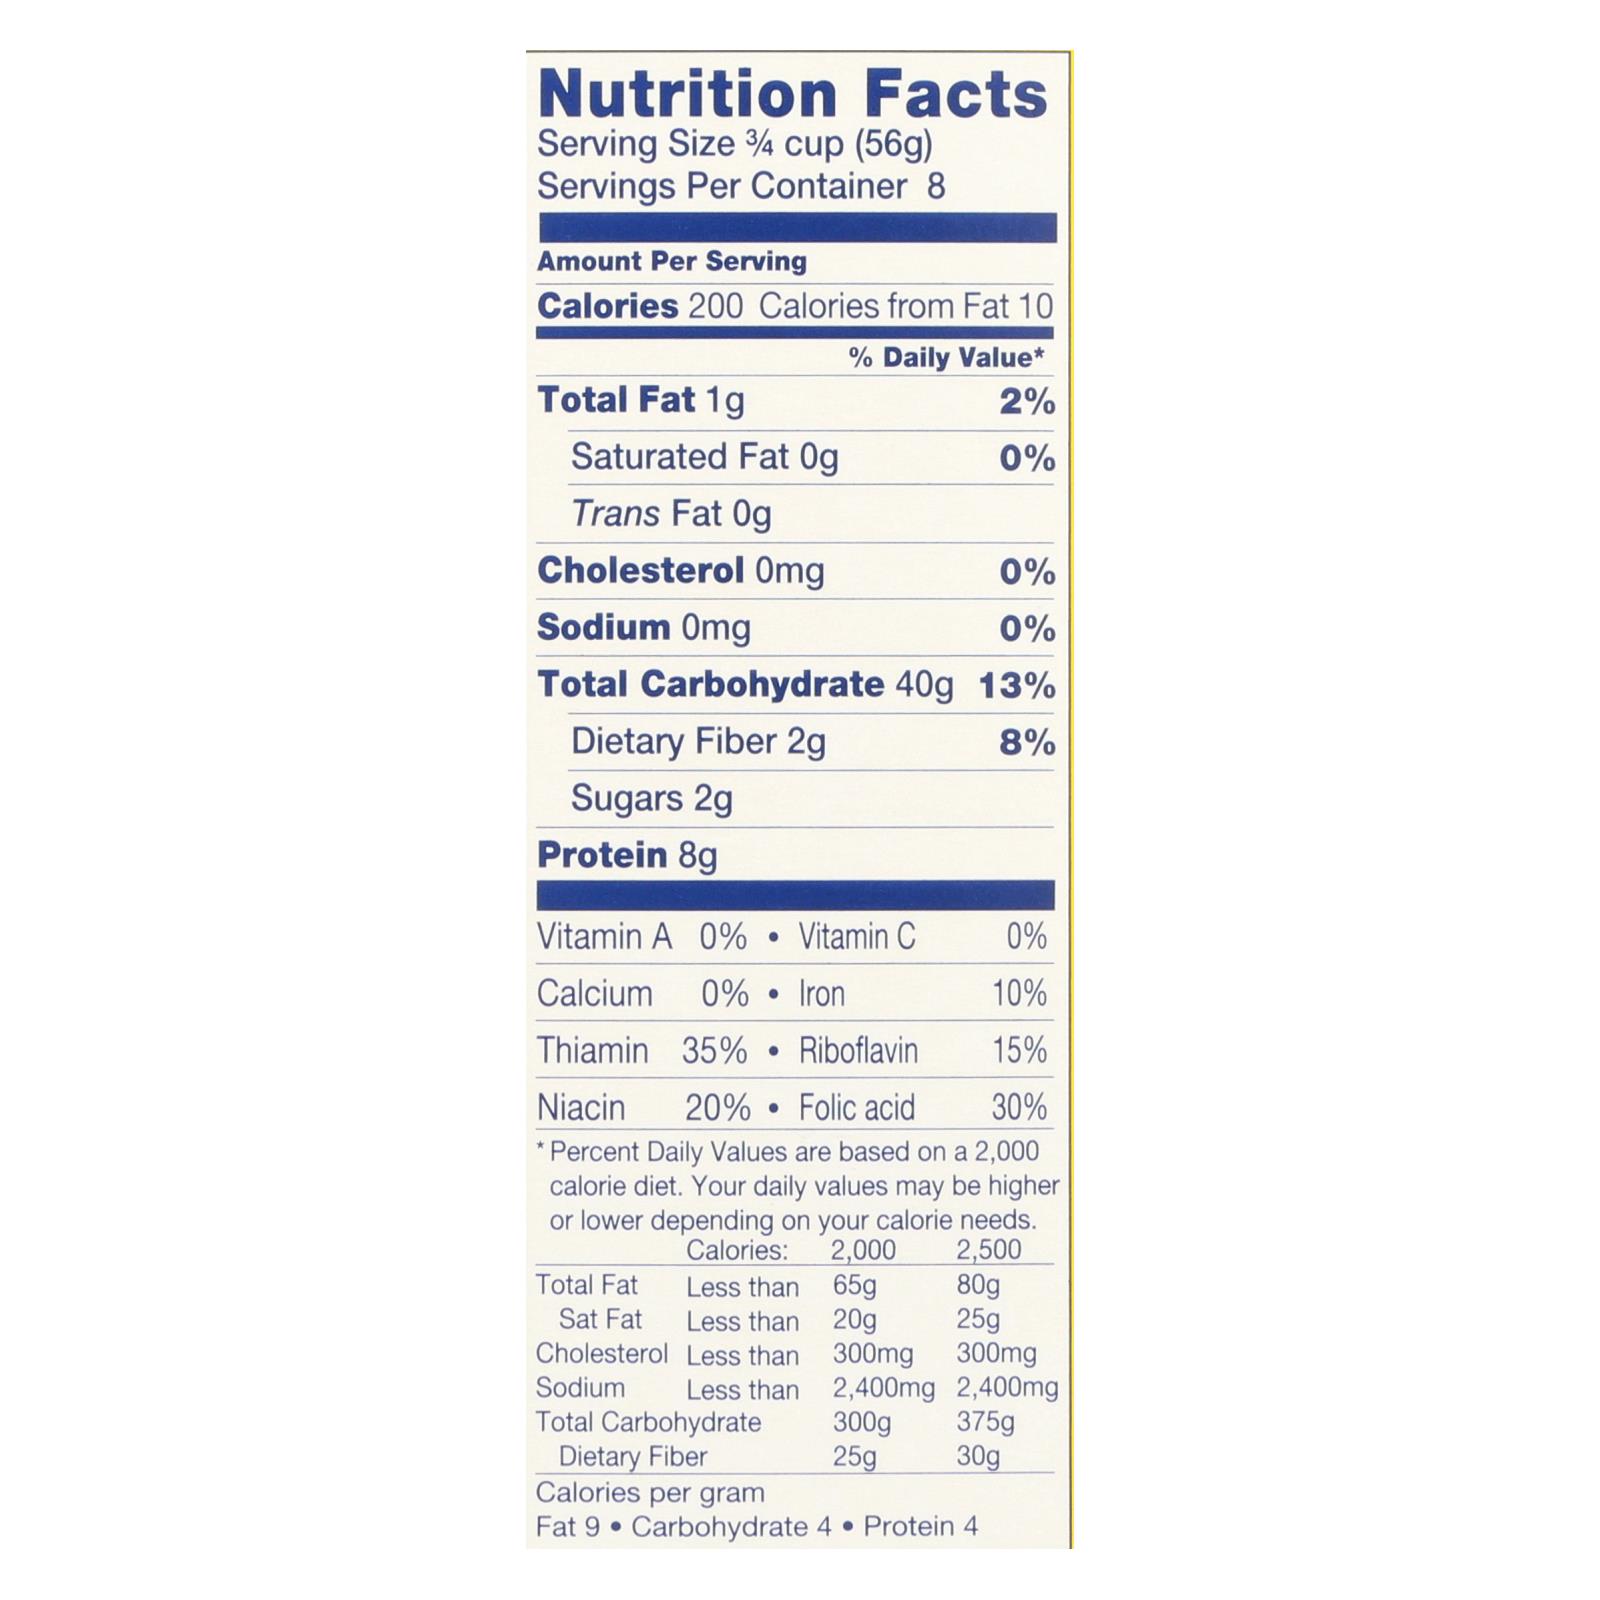 Nutrition Facts
Serving Size ¾ cup (56g)
Servings Per Container 8
Amount Per Serving
Calories 200 Calories from Fat 10
% Daily Value*
Total Fat 1g 2%
Saturated Fat 0g 0%
Trans Fat 0g
Cholesterol 0mg 0%
Sodium 0mg 0%
Total Carbohydrate 40g 13%
Dietary Fiber 2g 8%
Sugars 2g
Protein 8g
Vitamin A 0% • Vitamin C 0%
Calcium 0% • Iron 10%
Thiamin 35% • Riboflavin 15%
Niacin 20% • Folic acid 30%
* Percent Daily Values are based on a 2,000
calorie diet. Your daily values may be higher
or lower depending on your calorie needs.
Calories: 2,000 2,500
Total Fat Less than 65g 80g
Sat Fat Less than 20g 25g
Cholesterol Less than 300mg 300mg
Sodium Less than 2,400mg 2,400mg
Total Carbohydrate 300g 375g
Dietary Fiber 25g 30g
Calories per gram
Fat 9 • Carbohydrate 4 • Protein 4